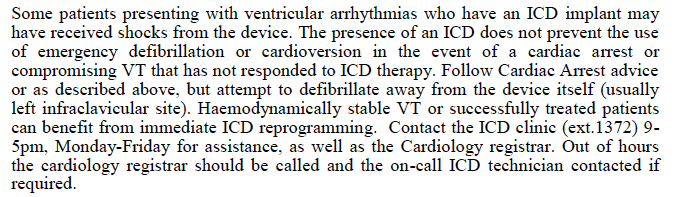 Some patients presenting with ventricular arrhythmias who have an ICD implant may
have received shocks from the device. The presence of an ICD does not prevent the use
of emergency defibrillation or cardioversion in the event of a cardiac arrest or
compromising VT that has not responded to ICD therapy. Follow Cardiac Arrest advice
or as described above, but attempt to defibrillate away from the device itself (usually
left infraclavicular site). Haemodynamically stable VT or successfully treated patients
can benefit from immediate ICD reprogramming.  Contact the ICD clinic (ext.1372) 9-
5pm, Monday-Friday for assistance, as well as the Cardiology registrar. Out of hours
the cardiology registrar should be called and the on-call ICD technician contacted if
required.